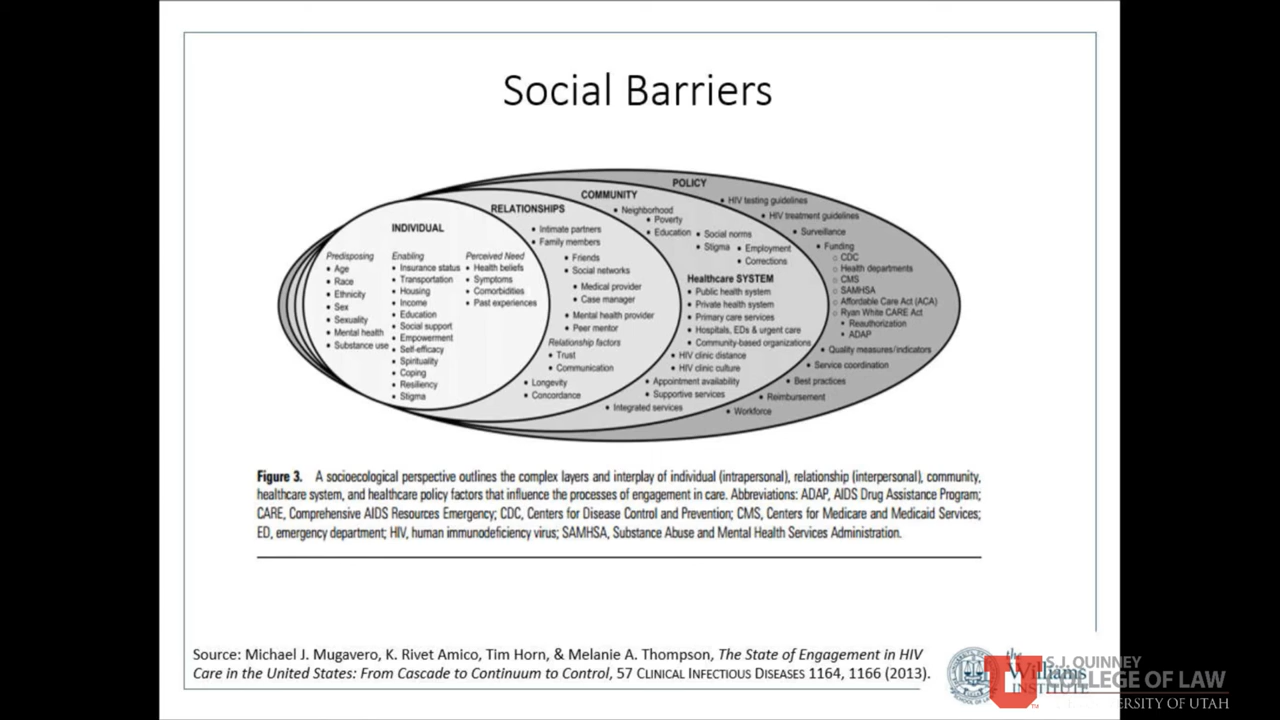 Social Barriers
POLICY
HIV testing guidelines
HIV treatment guidelines
Surveillance
Funding
CDC
Health departments
CMS
SAMHSA
Affordable Care Act (ACA)
Ryan White CARE Act
Reauthorization
ADAP
Quality measures/indicators
Service coordination
Best practices
Reimbursement
Workforce
COMMUNITY
Neighborhood
Poverty
Education
Social norms
Stigma
Employment
Corrections
Healthcare SYSTEM
Public health system
Private health system
Primary care services
Hospitals, EDs & urgent care
Community-based organizations
HIV clinic distance
HIV clinic culture
Appointment availability
Supportive services
Integrated services
RELATIONSHIPS
Intimate partners
Family members
Friends
Social networks
Medical provider
Case manager
Mental health provider
Peer mentor
Relationship factors
Trust
Communication
Longevity
Concordance
INDIVIDUAL
Predisposing
Age
Race
Ethnicity
Sex
Sexuality
Mental health
Substance use
Enabling
Insurance status
Transportation
Housing
Income
Education
Social support
Empowerment
Self-efficacy
Spirituality
Coping
Resiliency
Stigma
Perceived Need
Health beliefs
Symptoms
Comorbidities
Past experiences
Figure 3. A socioecological perspective outlines the complex layers and interplay of individual (intrapersonal), relationship (interpersonal), community,
healthcare system, and healthcare policy factors that influence the processes of engagement in care. Abbreviations: ADAP, AIDS Drug Assistance Program;
CARE, Comprehensive AIDS Resources Emergency; CDC, Centers for Disease Control and Prevention; CMS, Centers for Medicare and Medicaid Services;
ED, emergency department; HIV, human immunodeficiency virus; SAMHSA, Substance Abuse and Mental Health Services Administration.
Source: Michael J. Mugavero, K. Rivet Amico, Tim Horn, & Melanie A. Thompson, The State of Engagement in HIV
Care in the United States: From Cascade to Continuum to Control, 57 CLINICAL INFECTIOUS DISEASES 1164, 1166 (2013).
the
Williams
INSTITUTE
S.J. QUINNEY
COLLEGE OF LAW
UNIVERSITY OF UTAH